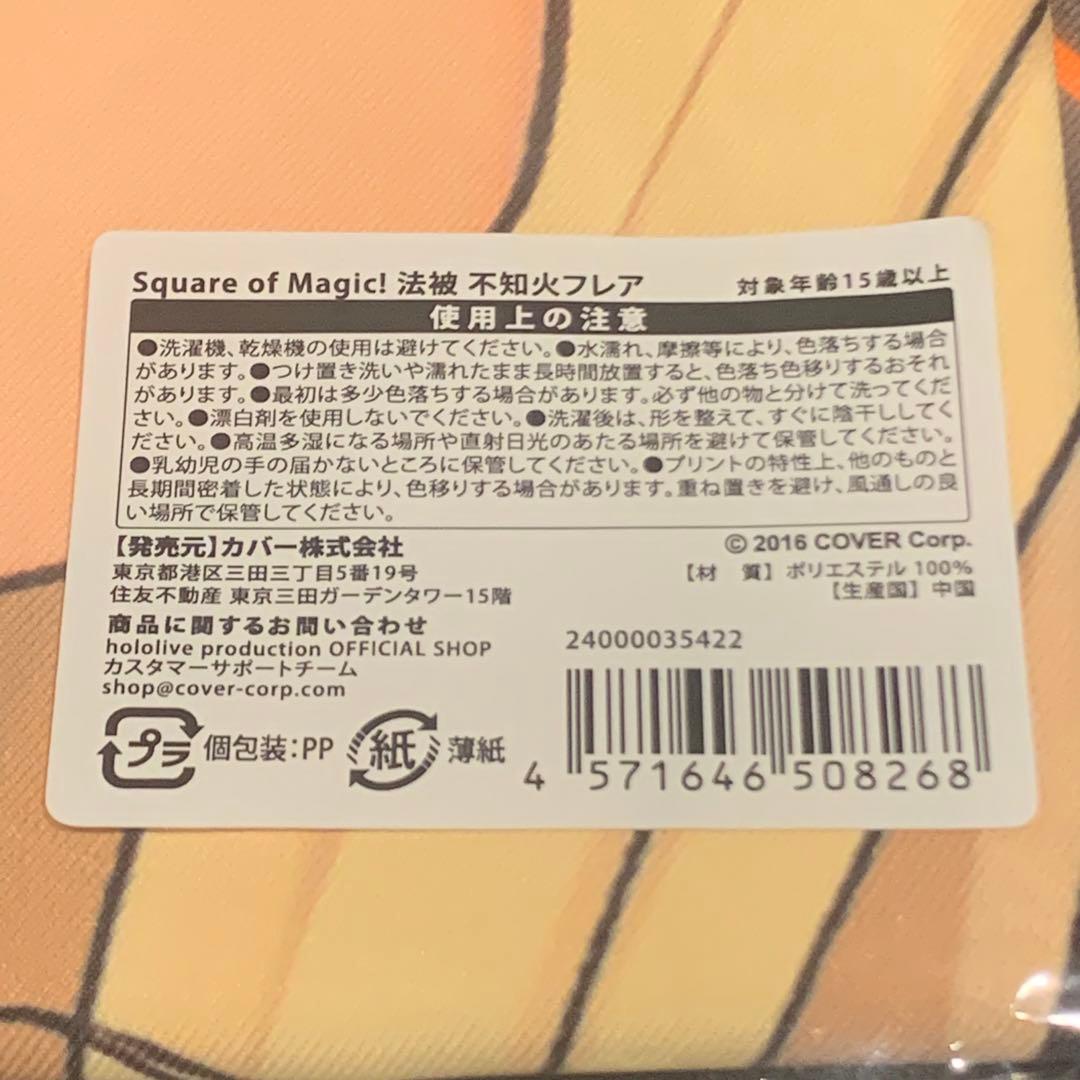 Square of Magic! 法被 不知火フレア 対象年齢15歳以上
使用上の注意
●洗濯機、乾燥機の使用は避けてください。●水濡れ、摩擦等により、色落ちする場合
があります。●つけ置き洗いや濡れたまま長時間放置すると、色落ち色移りするおそれ
があります。●最初は多少色落ちする場合があります。必ず他の物と分けて洗ってくだ
さい。●漂白剤を使用しないでください。●洗濯後は、形を整えて、すぐに陰干ししてく
ださい。●高温多湿になる場所や直射日光のあたる場所を避けて保管してください。
●乳幼児の手の届かないところに保管してください。●プリントの特性上、他のものと
長期間密着した状態により、色移りする場合があります。重ね置きを避け、風通しの良
い場所で保管してください。
【発売元】カバー株式会社
東京都港区三田三丁目5番19号
住友不動産 東京三田ガーデンタワー15階
商品に関するお問い合わせ
hololive production OFFICIAL SHOP
カスタマーサポートチーム
shop@cover-corp.com
© 2016 COVER Corp.
【材 質】ポリエステル 100%
【生産国】中国
24000035422
プラ 個包装:PP 紙 薄紙
4 571646 508268